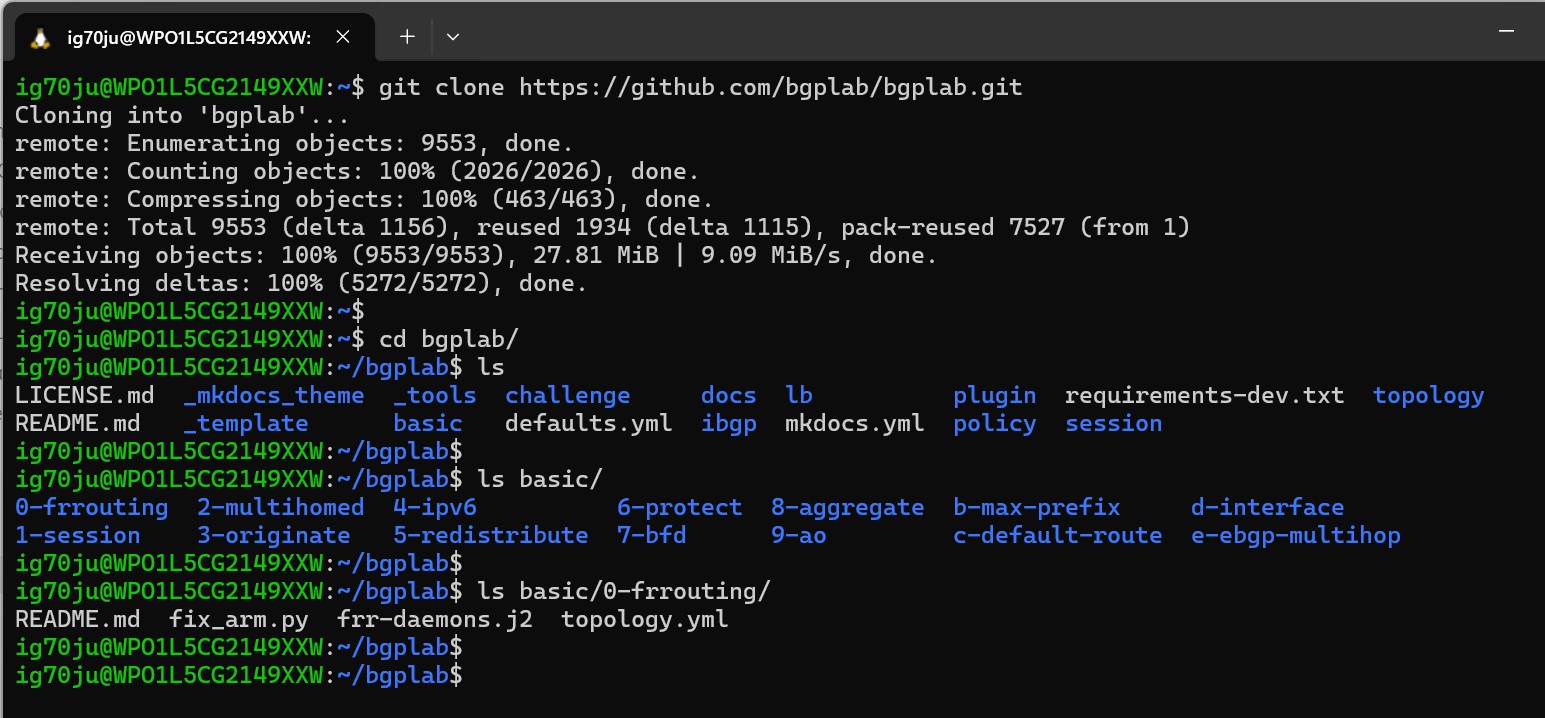 ig70ju@WPO1L5CG2149XXW:
ig70ju@WPO1L5CG2149XXW:~$ git clone https://github.com/bgplab/bgplab.git
Cloning into 'bgplab'...
remote: Enumerating objects: 9553, done.
remote: Counting objects: 100% (2026/2026), done.
remote: Compressing objects: 100% (463/463), done.
remote: Total 9553 (delta 1156), reused 1934 (delta 1115), pack-reused 7527 (from 1)
Receiving objects: 100% (9553/9553), 27.81 MiB | 9.09 MiB/s, done.
Resolving deltas: 100% (5272/5272), done.
ig70ju@WPO1L5CG2149XXW:~$
ig70ju@WPO1L5CG2149XXW:~$ cd bgplab/
ig70ju@WPO1L5CG2149XXW:~/bgplab$ ls
LICENSE.md  _mkdocs_theme  _tools  challenge     docs  lb          plugin  requirements-dev.txt  topology
README.md   _template      basic   defaults.yml  ibgp  mkdocs.yml  policy  session
ig70ju@WPO1L5CG2149XXW:~/bgplab$
ig70ju@WPO1L5CG2149XXW:~/bgplab$ ls basic/
0-frrouting  2-multihomed  4-ipv6          6-protect  8-aggregate  b-max-prefix     d-interface
1-session    3-originate   5-redistribute  7-bfd      9-ao         c-default-route  e-ebgp-multihop
ig70ju@WPO1L5CG2149XXW:~/bgplab$
ig70ju@WPO1L5CG2149XXW:~/bgplab$ ls basic/0-frrouting/
README.md  fix_arm.py  frr-daemons.j2  topology.yml
ig70ju@WPO1L5CG2149XXW:~/bgplab$
ig70ju@WPO1L5CG2149XXW:~/bgplab$